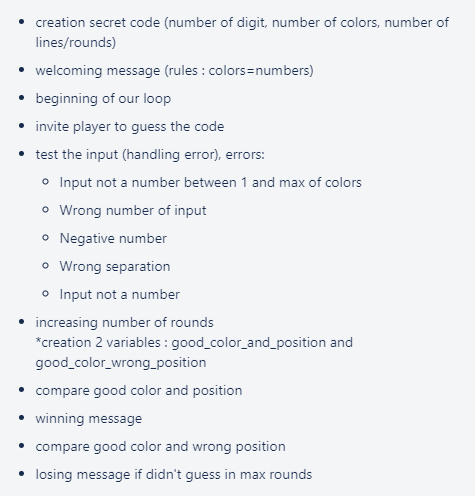 creation secret code (number of digit, number of colors, number of
lines/rounds)
welcoming message (rules : colors=numbers)
beginning of our loop
invite player to guess the code
test the input (handling error), errors:
Input not a number between 1 and max of colors
Wrong number of input
Negative number
Wrong separation
Input not a number
increasing number of rounds
*creation 2 variables : good_color_and_position and
good_color_wrong_position
compare good color and position
winning message
compare good color and wrong position
losing message if didn't guess in max rounds